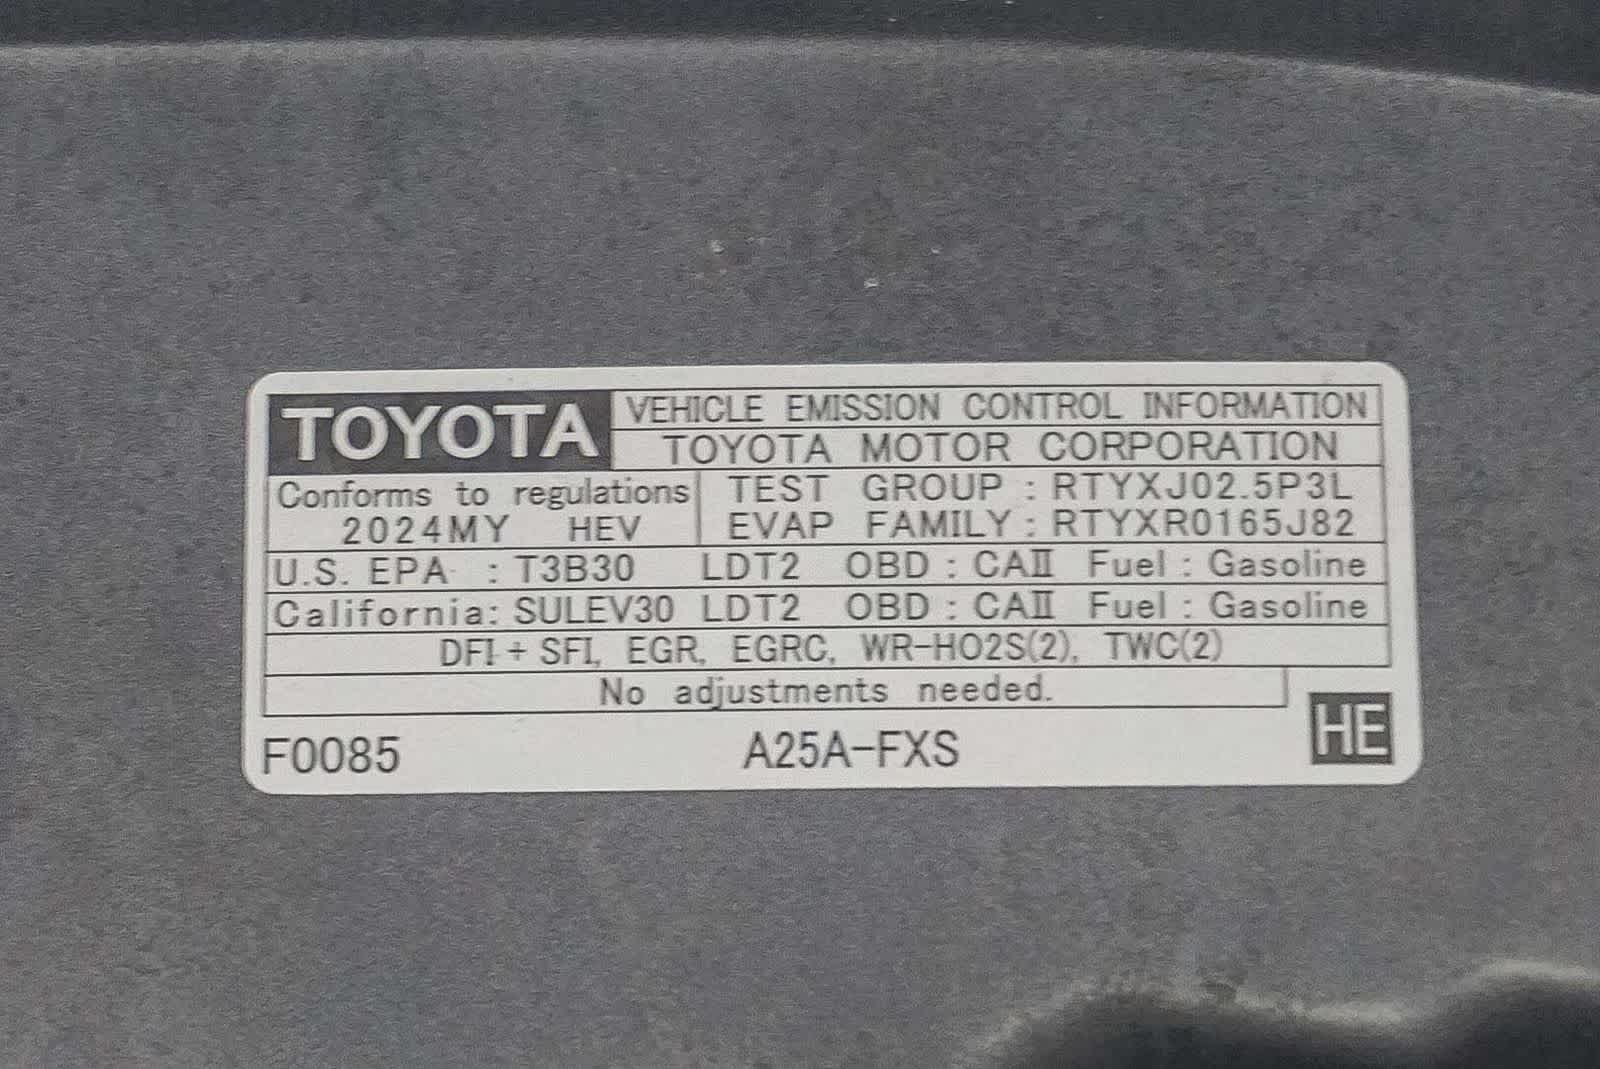 TOYOTA VEHICLE EMISSION CONTROL INFORMATION
TOYOTA MOTOR CORPORATION
Conforms to regulations TEST GROUP : RTYXJ02.5P3L
2024MY HEV EVAP FAMILY : RTYXR0165J82
U.S. EPA : T3B30 LDT2 OBD : CAⅡ Fuel : Gasoline
California: SULEV30 LDT2 OBD : CAⅡ Fuel : Gasoline
DFI + SFI, EGR, EGRC, WR-HO2S(2), TWC(2)
No adjustments needed.
F0085 A25A-FXS HE